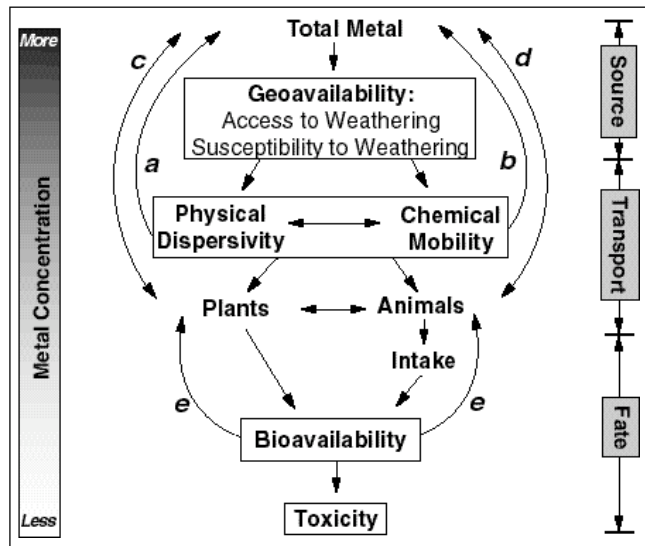 More
Total Metal
c
d
Source
Geoavailability:
Access to Weathering
Susceptibility to Weathering
a
b
Metal Concentration
Physical
Dispersivity
Chemical
Mobility
Transport
Plants
Animals
Intake
e
e
Fate
Bioavailability
Toxicity
Less